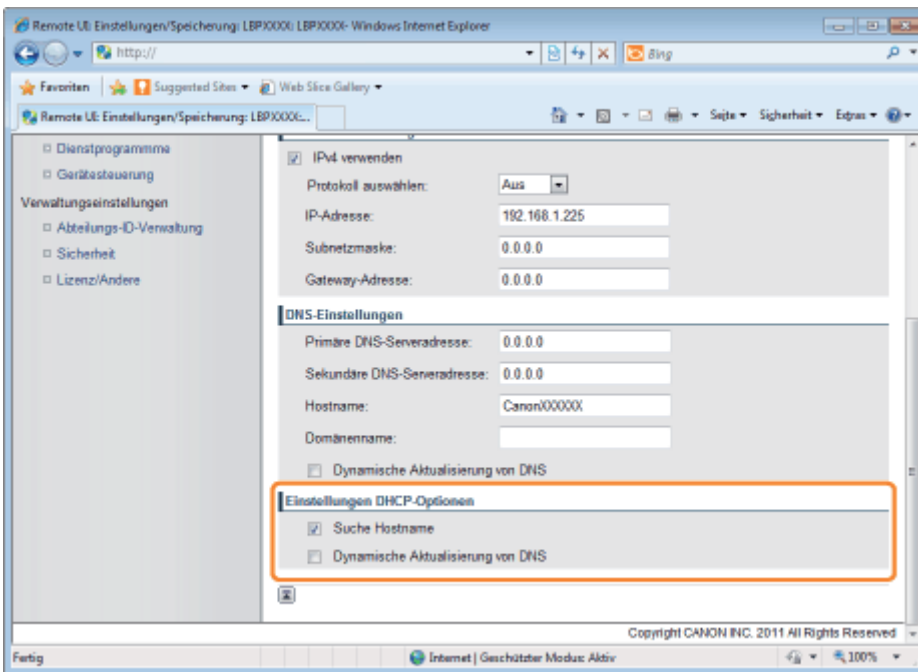 Remote UI: Einstellungen/Speicherung: LBPXXXX: LBPXXXX- Windows Internet Explorer
http://
Bing
Favoriten
Suggested Sites
Web Slice Gallery
Remote UI: Einstellungen/Speicherung: LBPXXXX:...
Seite
Sicherheit
Extras
Dienstprogrammme
Gerätesteuerung
Verwaltungseinstellungen
Abteilungs-ID-Verwaltung
Sicherheit
Lizenz/Andere
IPv4 verwenden
Protokoll auswählen: Aus
IP-Adresse: 192.168.1.225
Subnetzmaske: 0.0.0.0
Gateway-Adresse: 0.0.0.0
DNS-Einstellungen
Primäre DNS-Serveradresse: 0.0.0.0
Sekundäre DNS-Serveradresse: 0.0.0.0
Hostname: CanonXXXXXX
Domänenname:
Dynamische Aktualisierung von DNS
Einstellungen DHCP-Optionen
Suche Hostname
Dynamische Aktualisierung von DNS
Copyright CANON INC. 2011 All Rights Reserved
Fertig
Internet | Geschützter Modus: Aktiv
100%